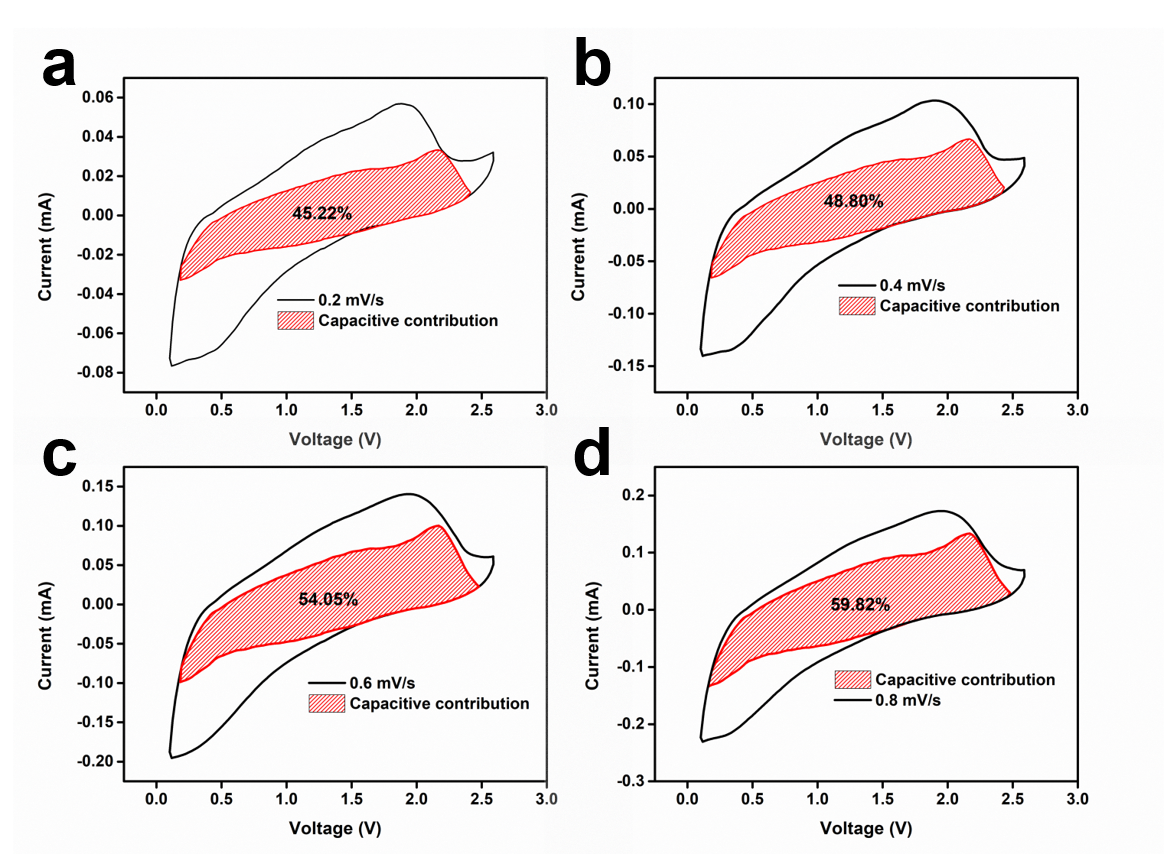 a
0.06
0.04
0.02
0.00
-0.02
-0.04
-0.06
-0.08
Current (mA)
45.22%
0.2 mV/s
Capacitive contribution
0.0 0.5 1.0 1.5 2.0 2.5 3.0
Voltage (V)
b
0.10
0.05
0.00
-0.05
-0.10
-0.15
Current (mA)
48.80%
0.4 mV/s
Capacitive contribution
0.0 0.5 1.0 1.5 2.0 2.5 3.0
Voltage (V)
c
0.15
0.10
0.05
0.00
-0.05
-0.10
-0.15
-0.20
Current (mA)
54.05%
0.6 mV/s
Capacitive contribution
0.0 0.5 1.0 1.5 2.0 2.5 3.0
Voltage (V)
d
0.2
0.1
0.0
-0.1
-0.2
-0.3
Current (mA)
59.82%
Capacitive contribution
0.8 mV/s
0.0 0.5 1.0 1.5 2.0 2.5 3.0
Voltage (V)